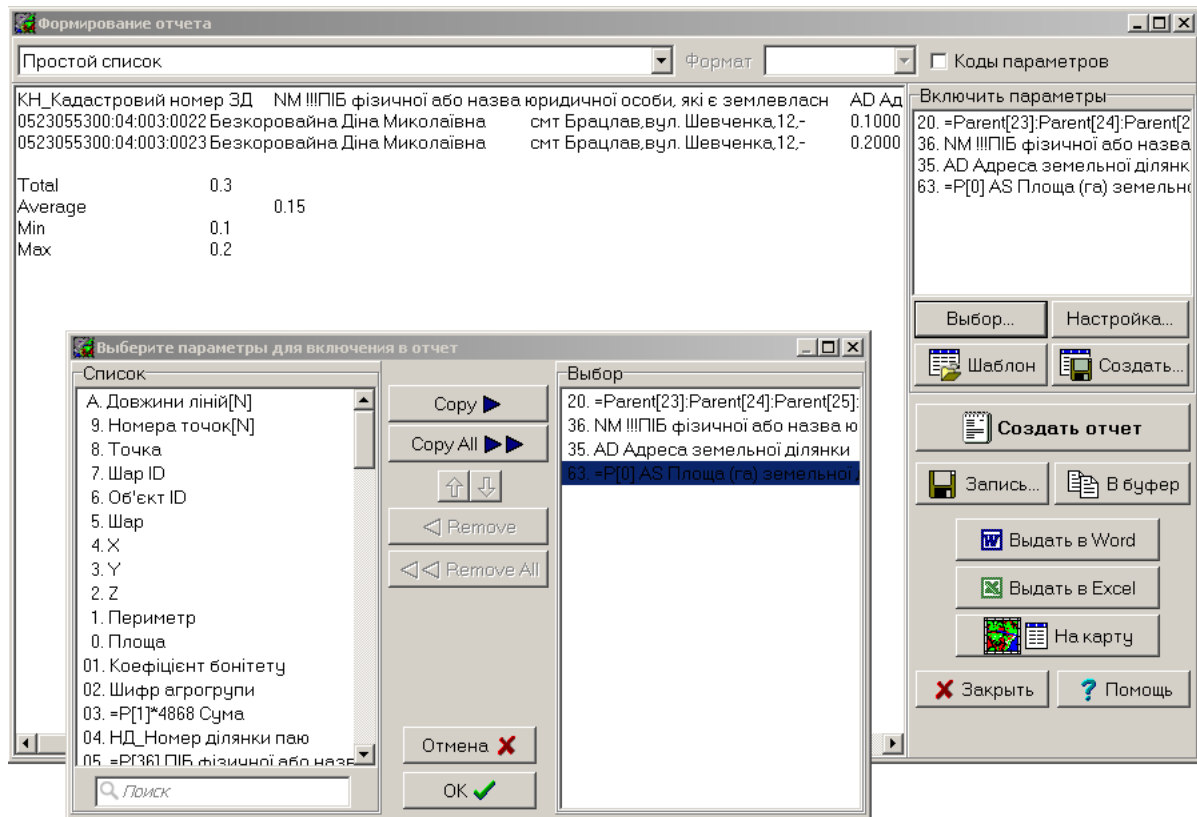 Формирование отчета
Простой список
Формат
Коды параметров
КН_Кадастровий номер ЗД NM !!!ПІБ фізичної або назва юридичної особи, які є землевласн AD Ад
0523055300:04:003:0022 Безкоровайна Діна Миколаївна смт Брацлав,вул. Шевченка,12,- 0.1000
0523055300:04:003:0023 Безкоровайна Діна Миколаївна смт Брацлав,вул. Шевченка,12,- 0.2000
Total 0.3
Average 0.15
Min 0.1
Max 0.2
Включить параметры
20. =Parent[23]:Parent[24]:Parent[2
36. NM !!!ПІБ фізичної або назва
35. AD Адреса земельної ділянк
63. =P[0] AS Площа (га) земельн
Выбор...
Настройка...
Шаблон
Создать...
Создать отчет
Запись...
В буфер
Выдать в Word
Выдать в Excel
На карту
Закрыть
Помощь
Выберите параметры для включения в отчет
Список
A. Довжини ліній[N]
9. Номера точок[N]
8. Точка
7. Шар ID
6. Об'єкт ID
5. Шар
4. X
3. Y
2. Z
1. Периметр
0. Площа
01. Коефіцієнт бонітету
02. Шифр агрогрупи
03. =P[1]*4868 Сума
04. НД_Номер ділянки паю
05. =P[36] ПІБ фізичної або назв
Поиск
Copy
Copy All
Remove
Remove All
Отмена
OK
Выбор
20. =Parent[23]:Parent[24]:Parent[25]:
36. NM !!!ПІБ фізичної або назва ю
35. AD Адреса земельної ділянки
63. =P[0] AS Площа (га) земельної